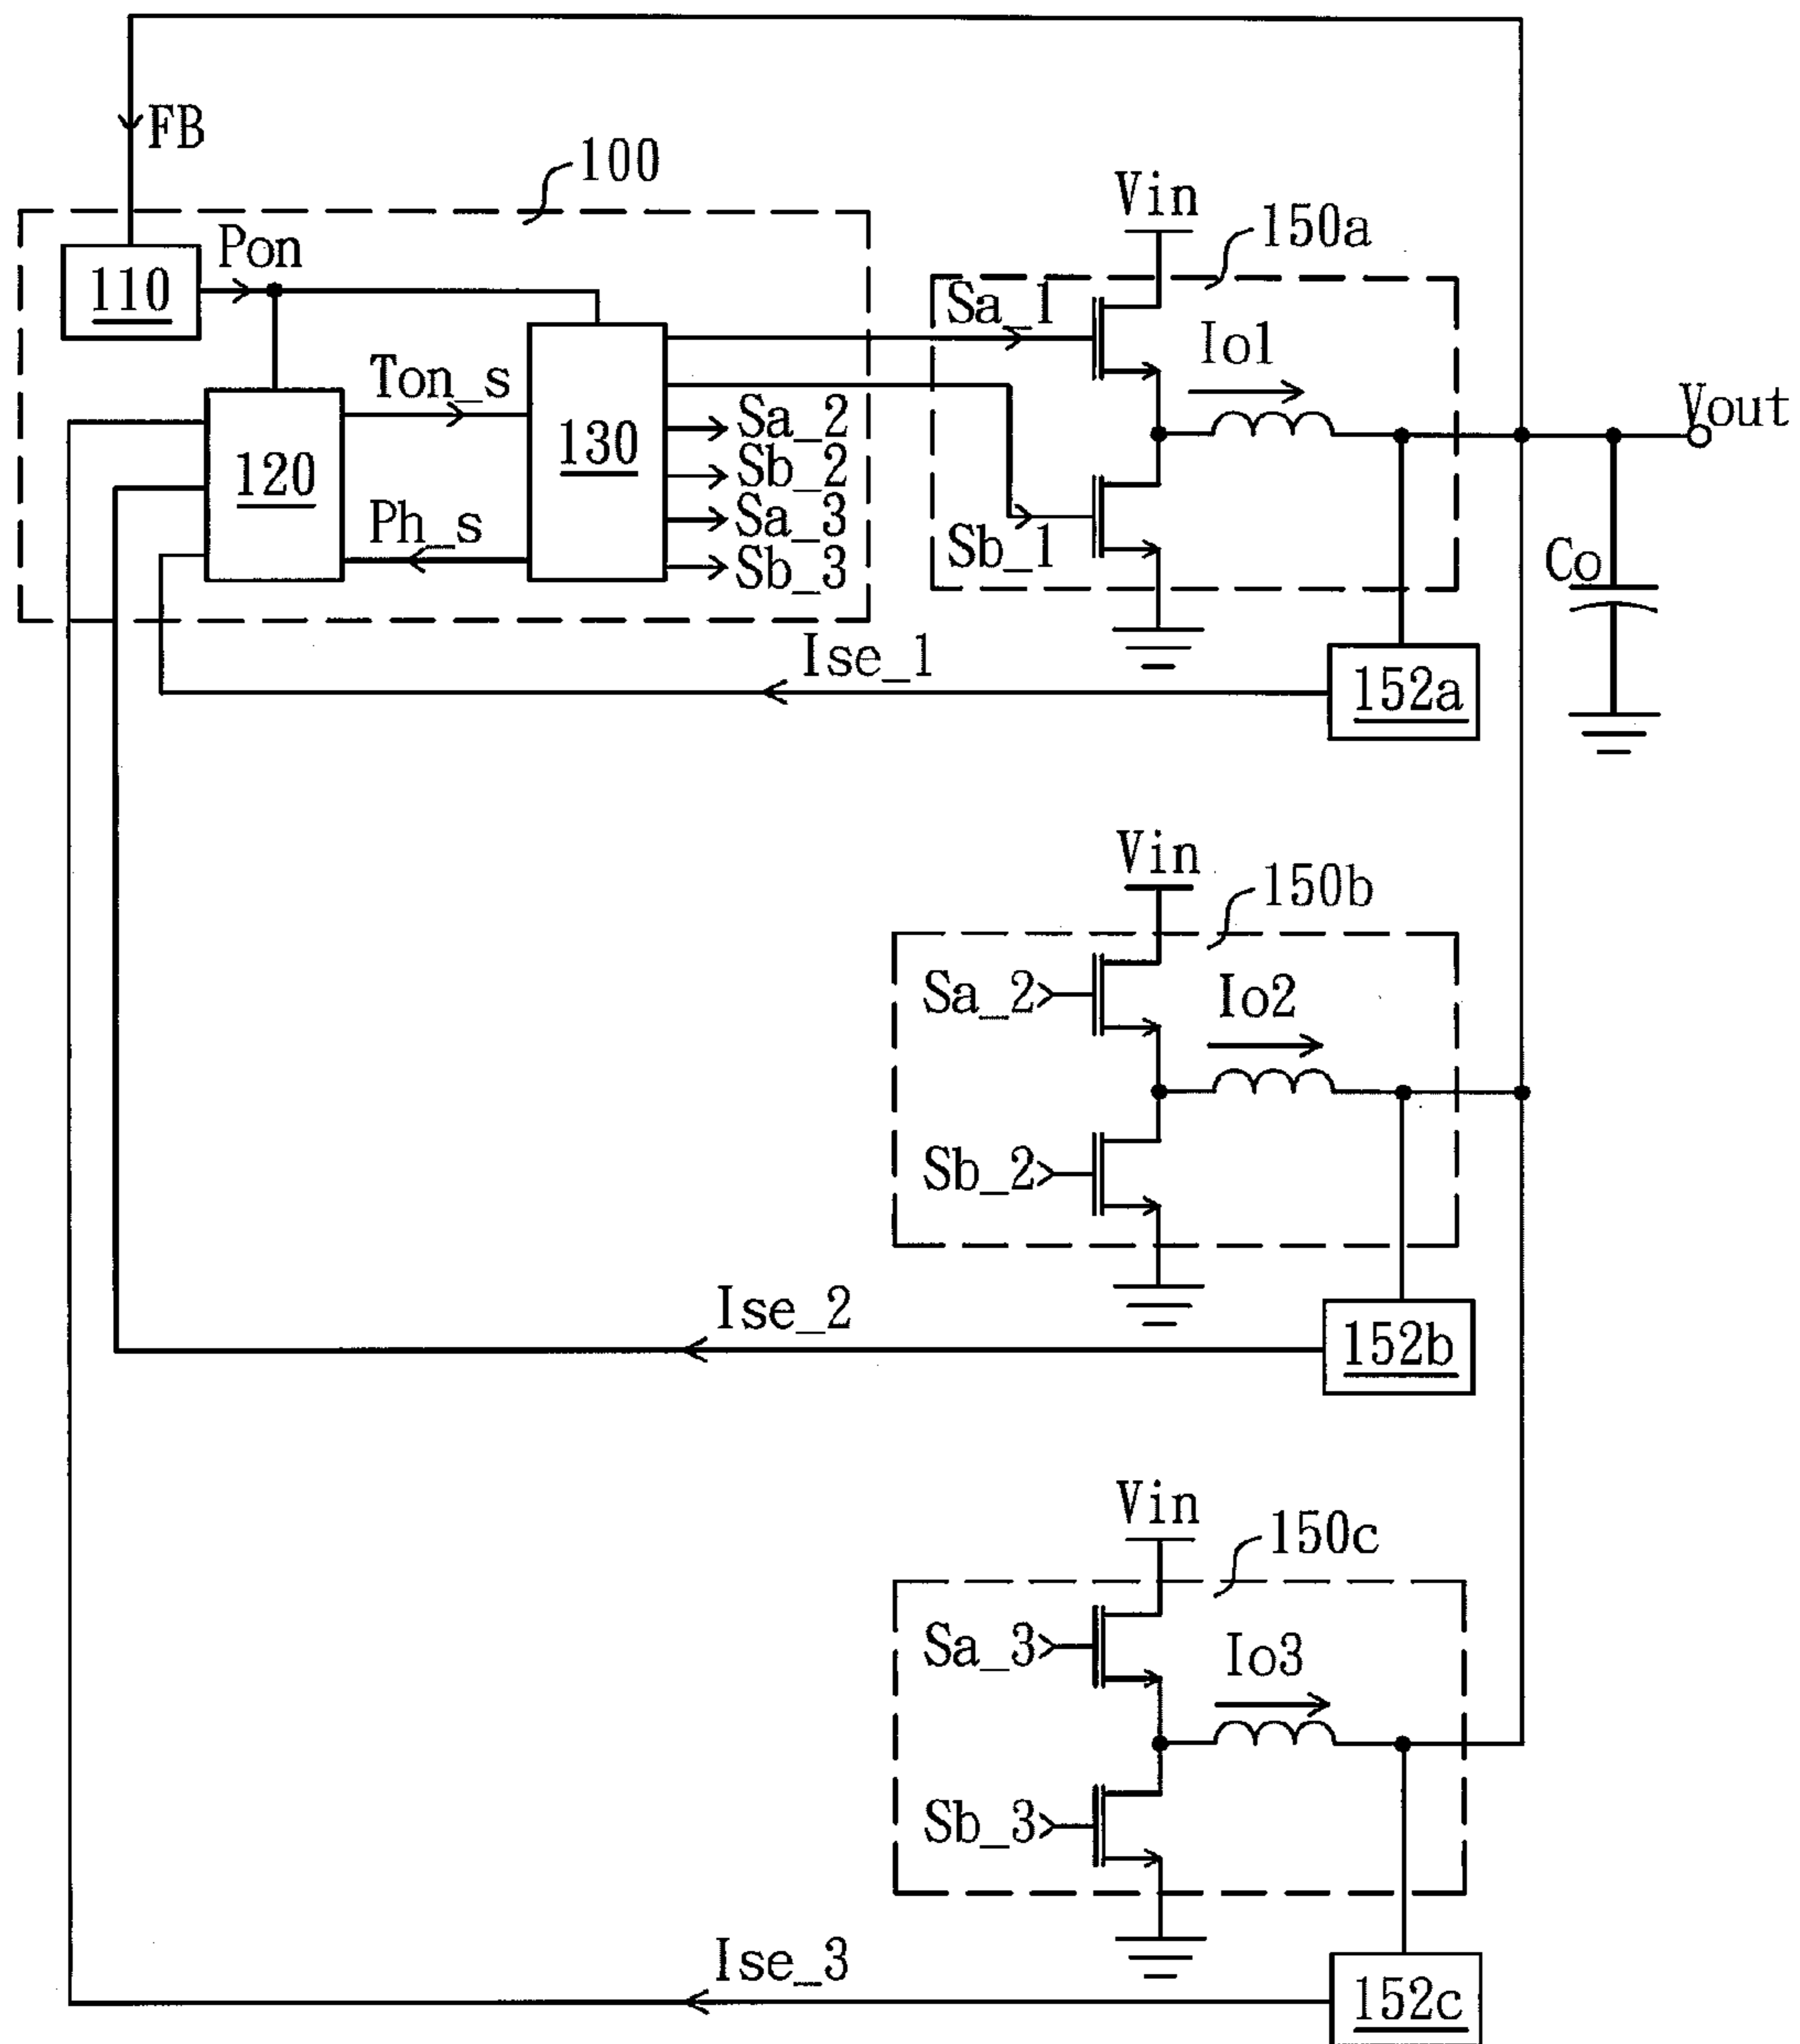 FB
100
Vin
150a
110
Pon
Sa_1
Io1
Ton_s
Vout
120
130
Sa_2
Sb_2
Sa_3
Sb_3
Ph_s
Sb_1
Co
Ise_1
152a
Vin
150b
Sa_2
Io2
Sb_2
Ise_2
152b
Vin
150c
Sa_3
Io3
Sb_3
Ise_3
152c